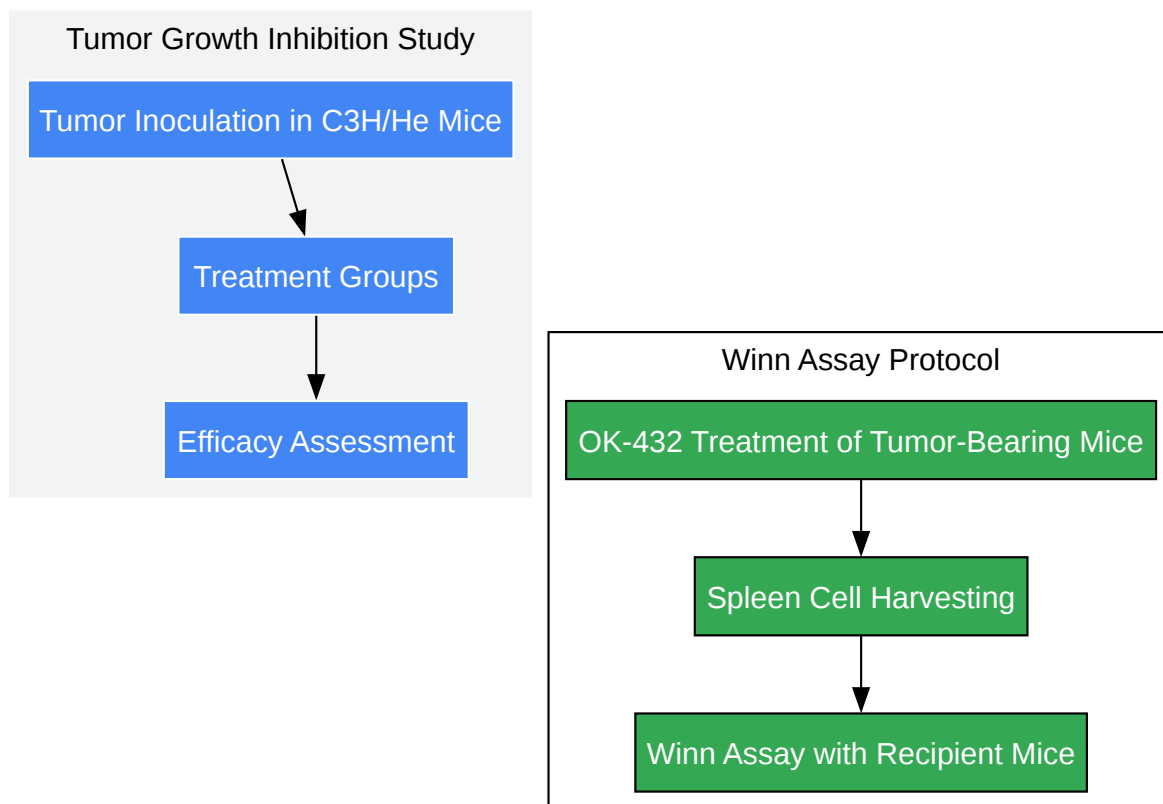 Tumor Growth Inhibition Study
Tumor Inoculation in C3H/He Mice
Treatment Groups
Efficacy Assessment
Winn Assay Protocol
OK-432 Treatment of Tumor-Bearing Mice
Spleen Cell Harvesting
Winn Assay with Recipient Mice